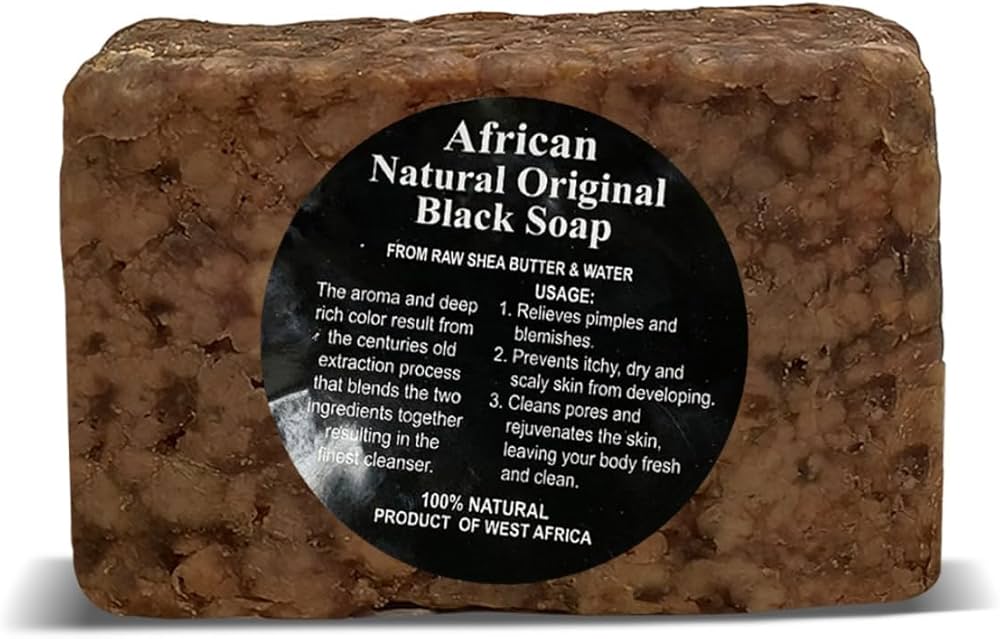 African
Natural Original
Black Soap
FROM RAW SHEA BUTTER & WATER
The aroma and deep
rich color result from
the centuries old
extraction process
that blends the two
ingredients together
resulting in the
finest cleanser.
USAGE:
1. Relieves pimples and
blemishes.
2. Prevents itchy, dry and
scaly skin from developing.
3. Cleans pores and
rejuvenates the skin,
leaving your body fresh
and clean.
100% NATURAL
PRODUCT OF WEST AFRICA